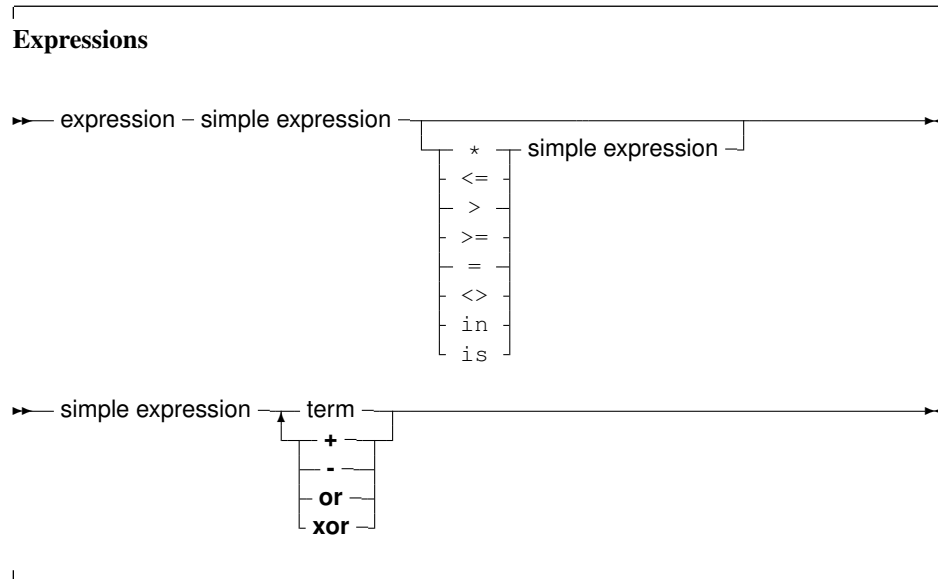 Expressions
expression simple expression
* simple expression
<=
>
>=
=
<>
in
is
simple expression term
+
-
or
xor